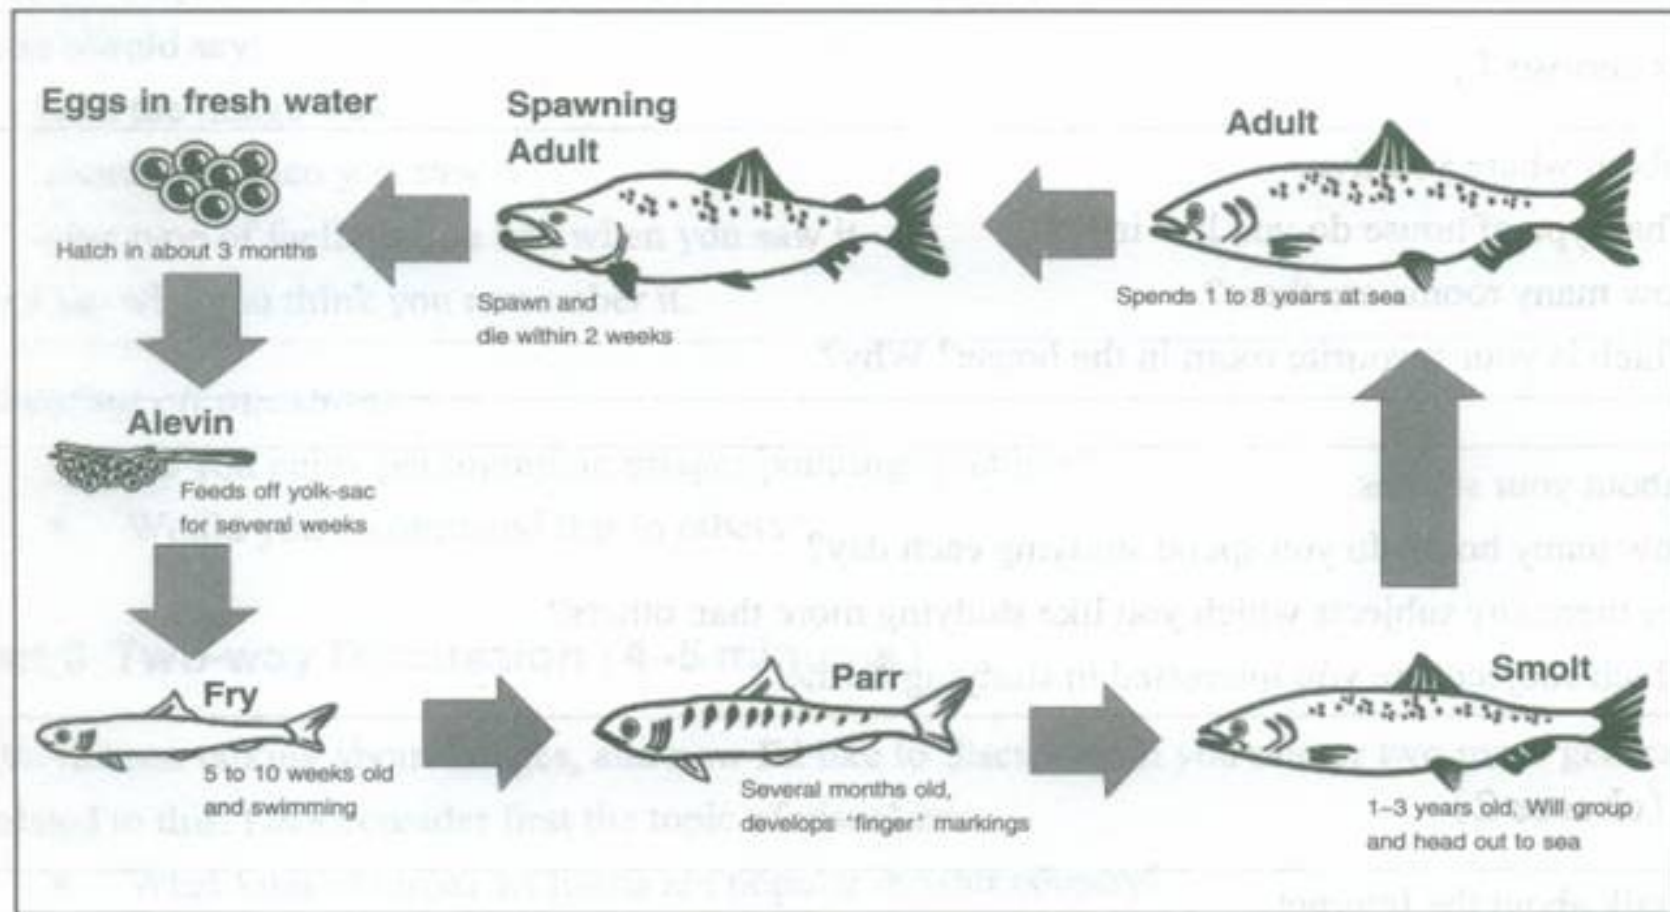 Eggs in fresh water
Hatch in about 3 months
Spawning
Adult
Spawn and
die within 2 weeks
Adult
Spends 1 to 8 years at sea
Alevin
Feeds off yolk-sac
for several weeks
Fry
5 to 10 weeks old
and swimming
Parr
Several months old,
develops "finger" markings
Smolt
1–3 years old, Will group
and head out to sea